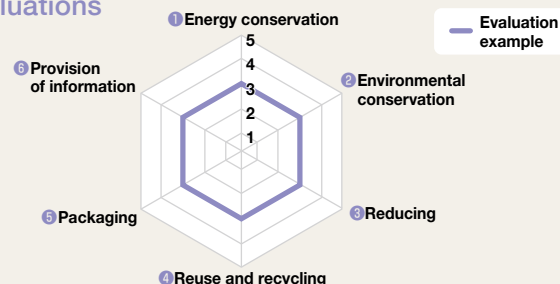 ❶Energy conservation
5
4
3
2
1
❷Environmental
conservation
❸Reducing
❹Reuse and recycling
❺Packaging
❻Provision
of information
Evaluation
example